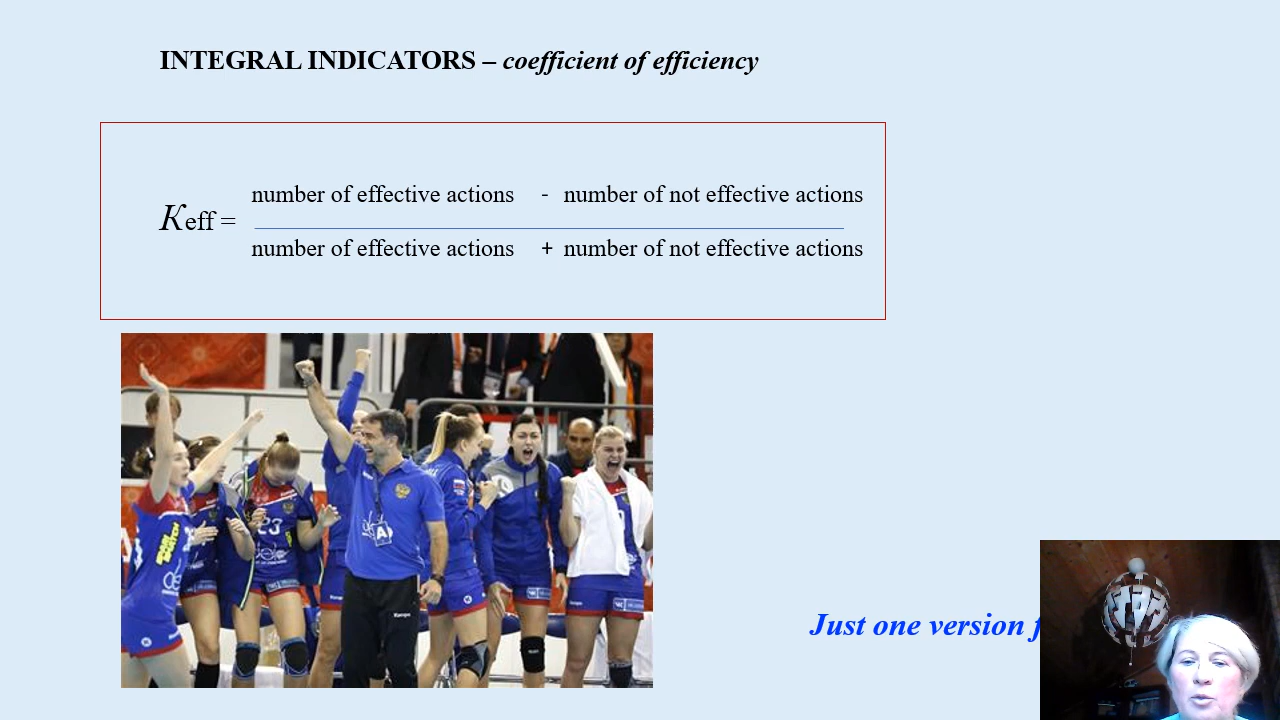 INTEGRAL INDICATORS – coefficient of efficiency
number of effective actions - number of not effective actions
Keff =
number of effective actions + number of not effective actions
23
Just one version